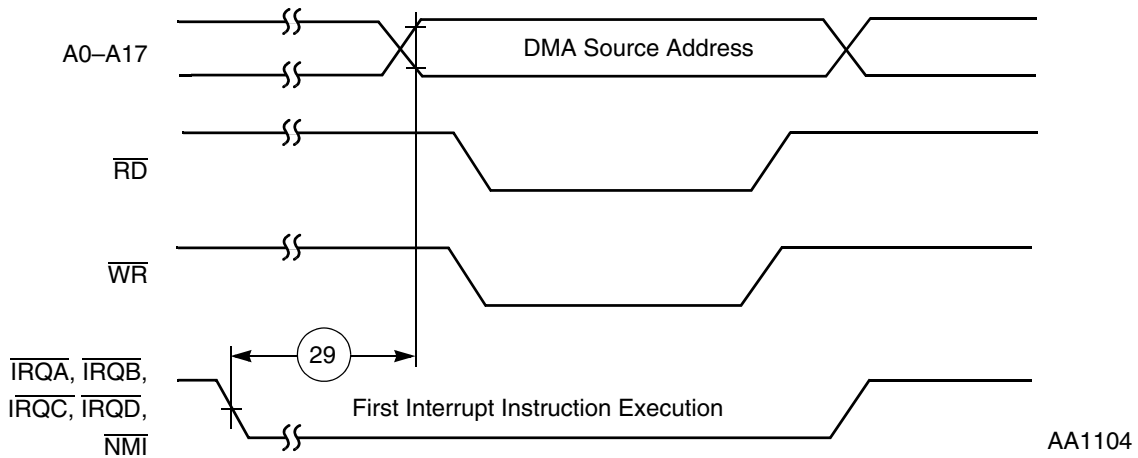 A0–A17
DMA Source Address
RD
WR
29
IRQA, IRQB,
IRQC, IRQD,
NMI
First Interrupt Instruction Execution
AA1104